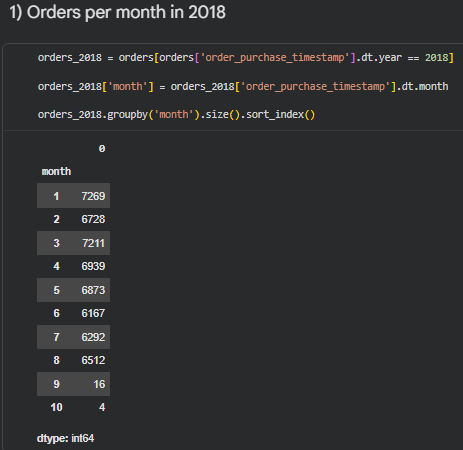 1) Orders per month in 2018
orders_2018 = orders[orders['order_purchase_timestamp'].dt.year == 2018]
orders_2018['month'] = orders_2018['order_purchase_timestamp'].dt.month
orders_2018.groupby('month').size().sort_index()
0
month
1 7269
2 6728
3 7211
4 6939
5 6873
6 6167
7 6292
8 6512
9 16
10 4
dtype: int64